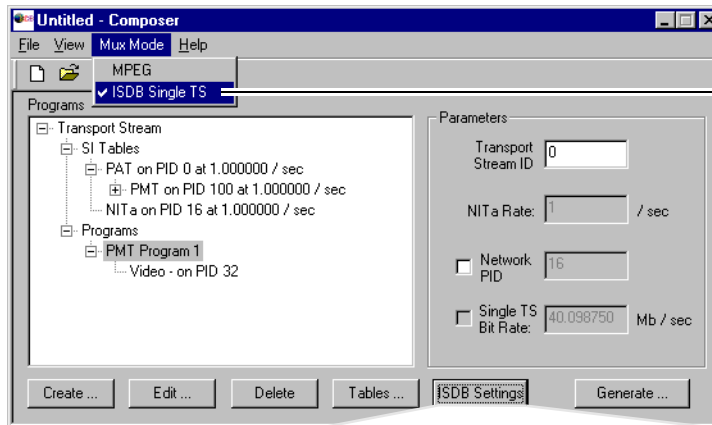 Untitled - Composer
File View Mux Mode Help
MPEG
ISDB Single TS
Programs
Transport Stream
SI Tables
PAT on PID 0 at 1.000000 / sec
PMT on PID 100 at 1.000000 / sec
NITa on PID 16 at 1.000000 / sec
Programs
PMT Program 1
Video - on PID 32
Parameters
Transport
Stream ID
0
NITa Rate: 1 / sec
Network
PID
16
Single TS
Bit Rate:
40.098750 Mb / sec
Create ... Edit ... Delete Tables ... ISDB Settings Generate ...